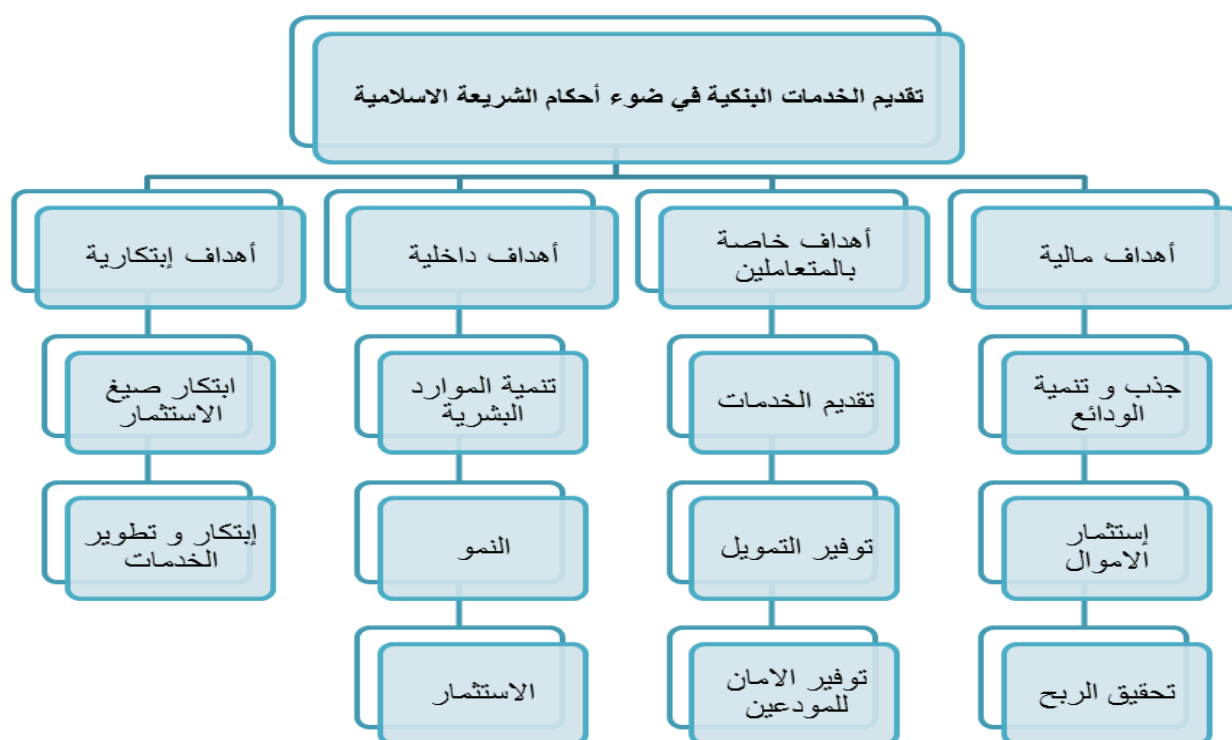 تقديم الخدمات البنكية في ضوء أحكام الشريعة الاسلامية
أهداف مالية
أهداف خاصة
بالمتعاملين
أهداف داخلية
أهداف إبتكارية
جذب و تنمية
الودائع
تقديم الخدمات
تنمية الموارد
البشرية
ابتكار صيغ
الاستثمار
إستثمار
الاموال
توفير التمويل
النمو
إبتكار و تطوير
الخدمات
تحقيق الربح
توفير الامان
للمودعين
الاستثمار